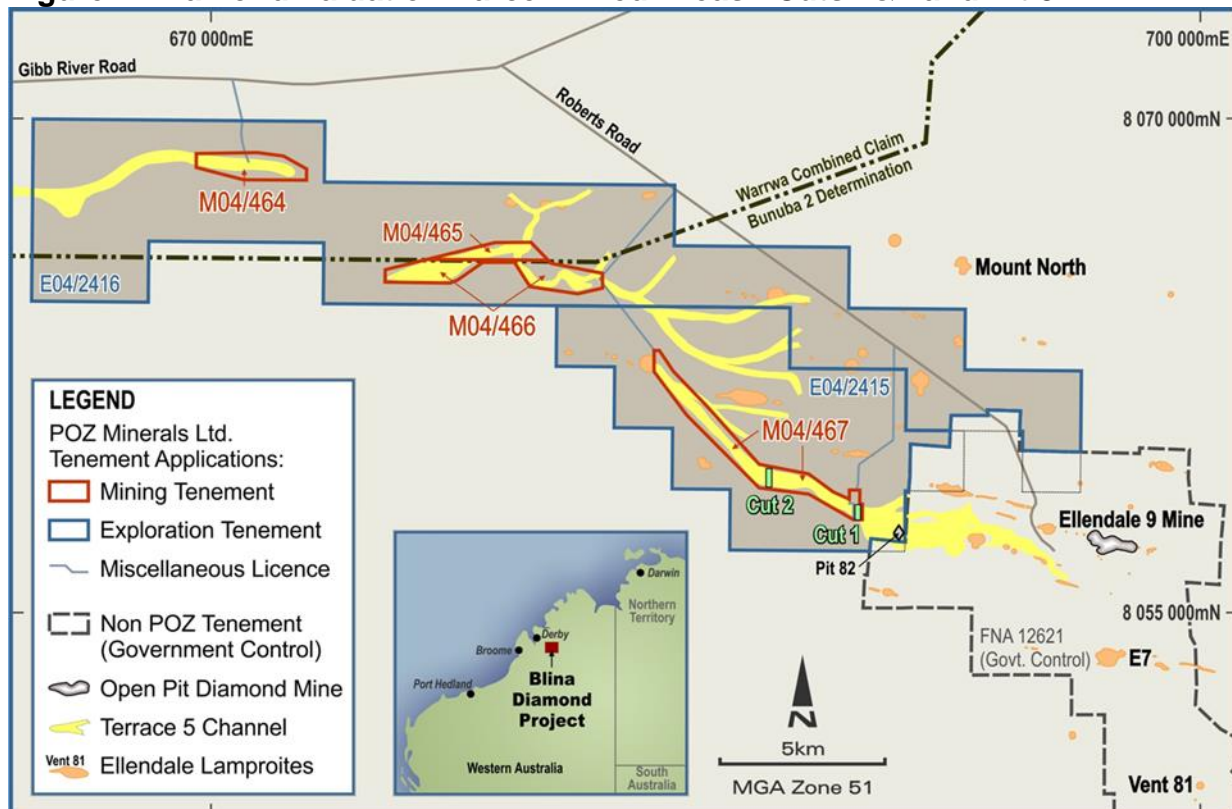 670 000mE
700 000mE
Gibb River Road
Roberts Road
8 070 000mN
Warrwa Combined Claim
Bunuba 2 Determination
M04/464
M04/465
E04/2416
Mount North
M04/466
E04/2415
M04/467
Cut 2
Cut 1
Ellendale 9 Mine
Pit 82
8 055 000mN
FNA 12621
(Govt. Control)
E7
Vent 81
LEGEND
POZ Minerals Ltd.
Tenement Applications:
Mining Tenement
Exploration Tenement
Miscellaneous Licence
Non POZ Tenement
(Government Control)
Open Pit Diamond Mine
Terrace 5 Channel
Vent 81
Ellendale Lamproites
Darwin
Northern
Territory
Derby
Broome
Blina
Diamond
Project
Port Hedland
Western Australia
South
Australia
N
5km
MGA Zone 51